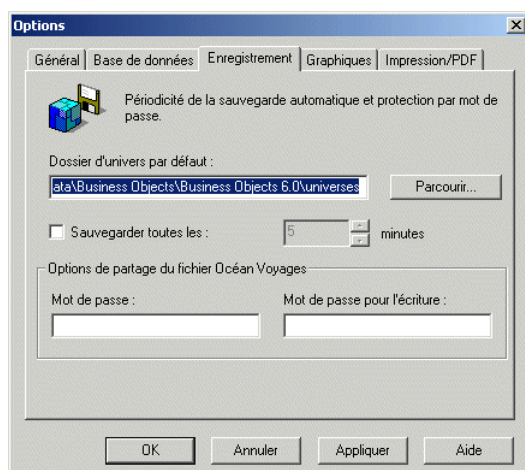 Options
Général
Base de données
Enregistrement
Graphiques
Impression/PDF
Périodicité de la sauvegarde automatique et protection par mot de
passe.
Dossier d'univers par défaut :
ata\Business Objects\Business Objects 6.0\universes
Parcourir...
Sauvegarder toutes les :
5
minutes
Options de partage du fichier Océan Voyages
Mot de passe :
Mot de passe pour l'écriture :
OK
Annuler
Appliquer
Aide